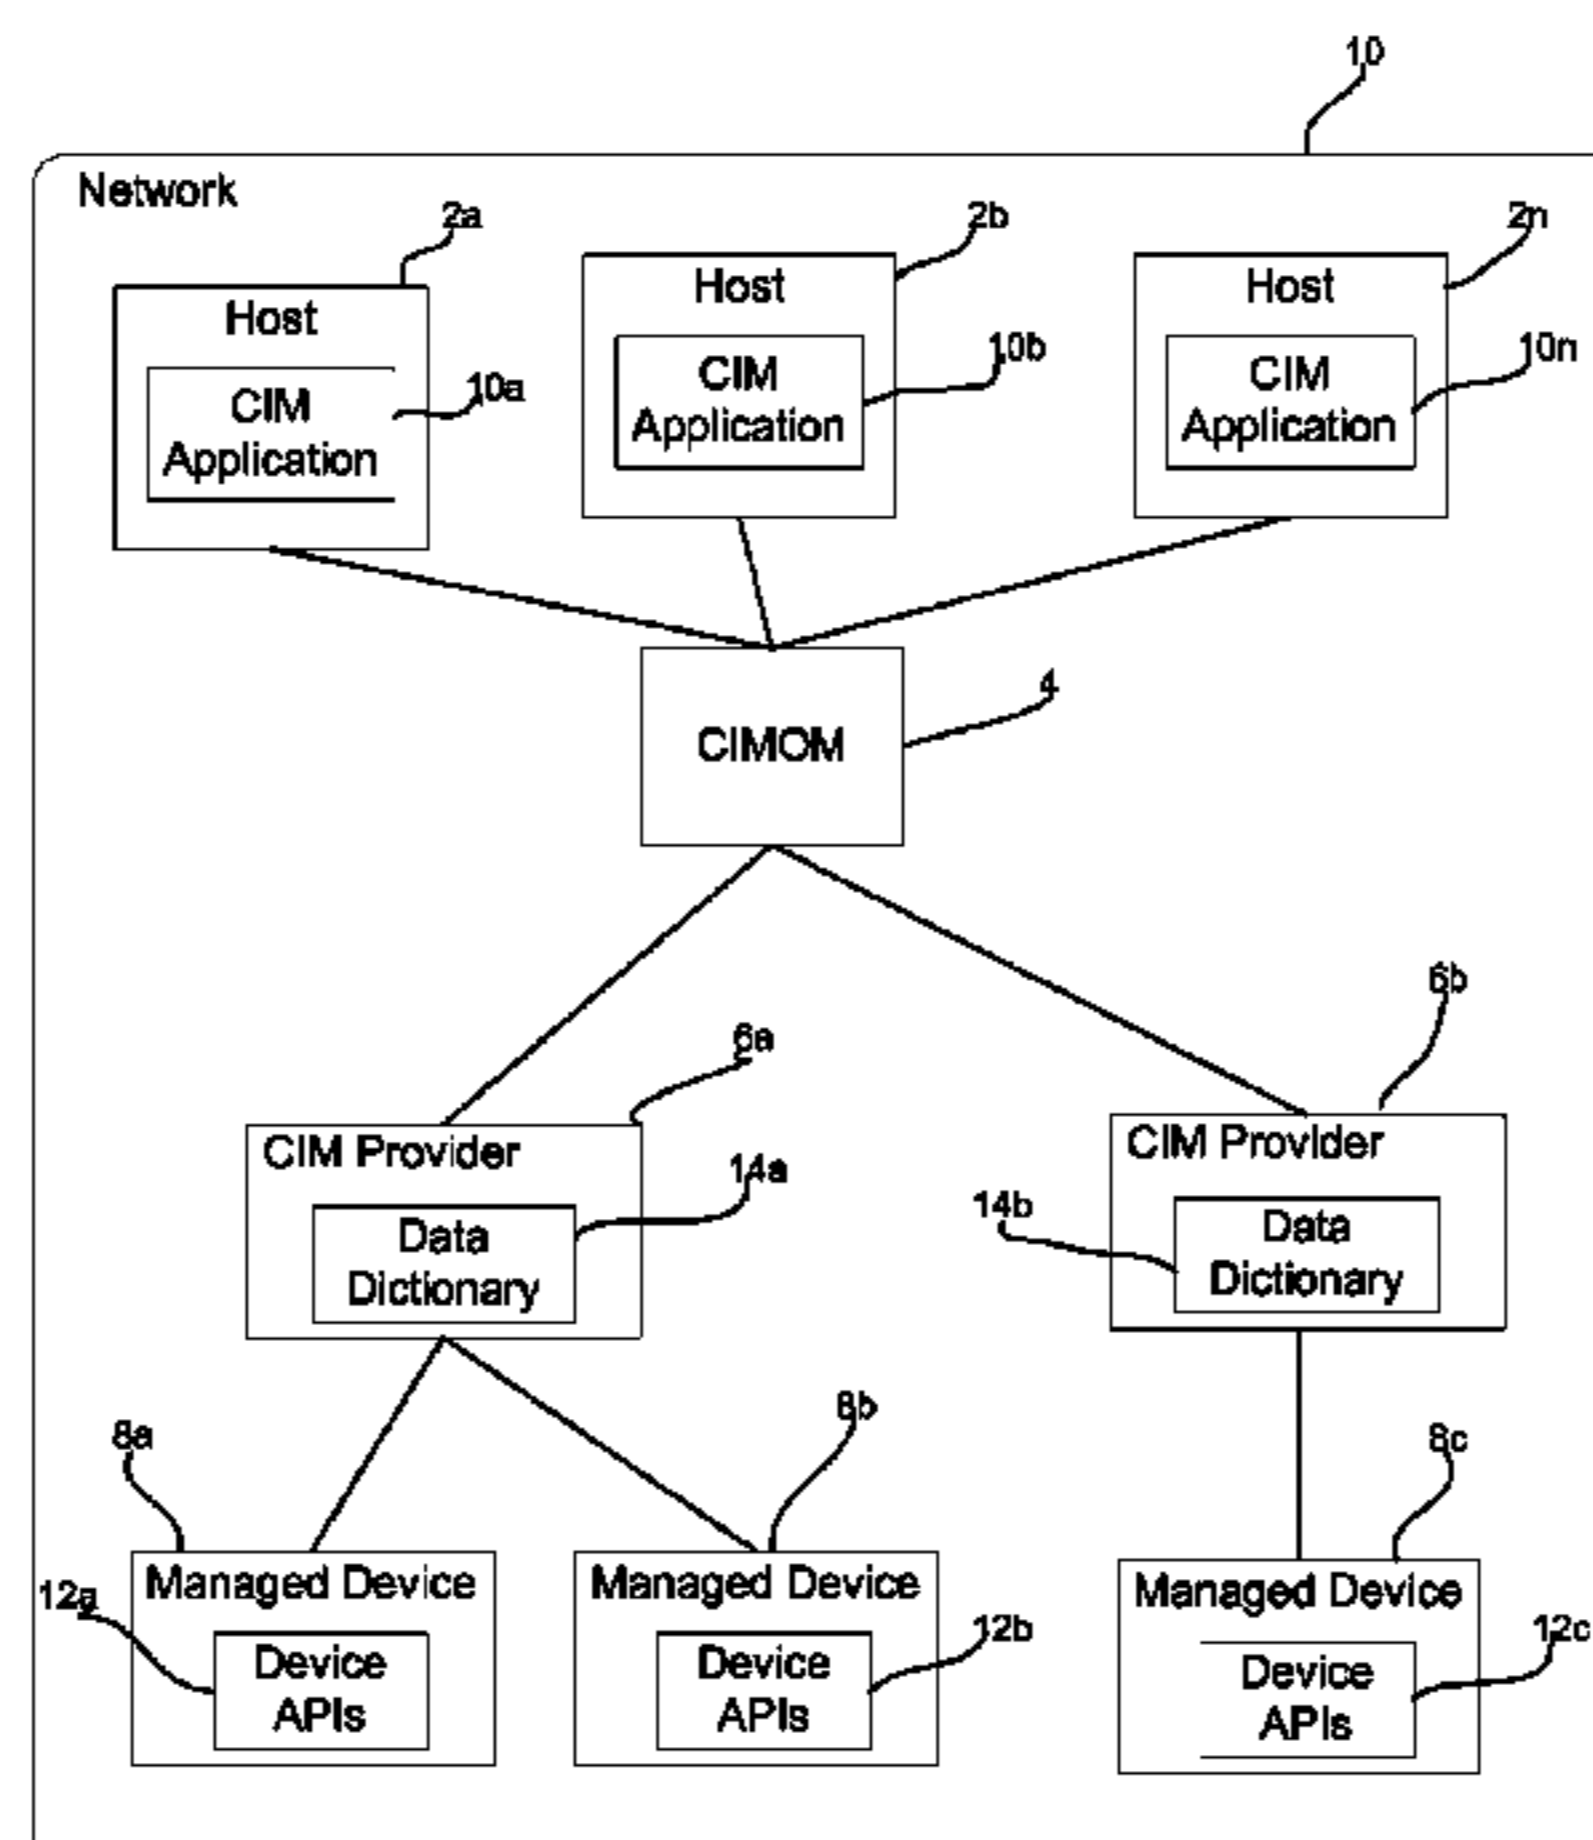 10
Network
2a
2b
2n
Host
Host
Host
10a
10b
10n
CIM
Application
CIM
Application
CIM
Application
CIMOM
4
6a
6b
CIM Provider
CIM Provider
14a
14b
Data
Dictionary
Data
Dictionary
8a
8b
8c
Managed Device
Managed Device
Managed Device
12a
12b
12c
Device
APIs
Device
APIs
Device
APIs